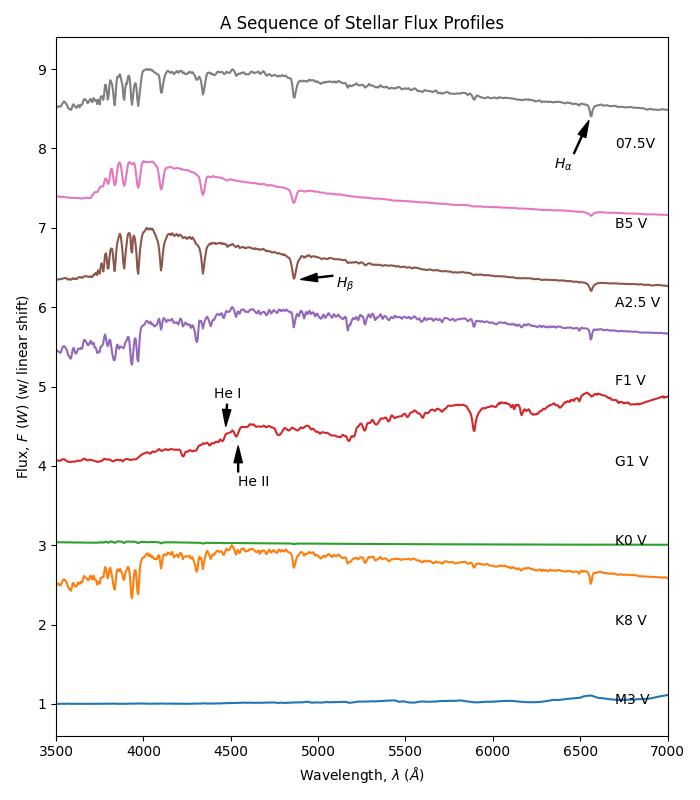 A Sequence of Stellar Flux Profiles
9
8
7
6
5
4
3
2
1
Flux, F (W) (w/ linear shift)
07.5V
Hα
B5 V
Hβ
A2.5 V
F1 V
He I
G1 V
He II
K0 V
K8 V
M3 V
3500 4000 4500 5000 5500 6000 6500 7000
Wavelength, λ (Å)